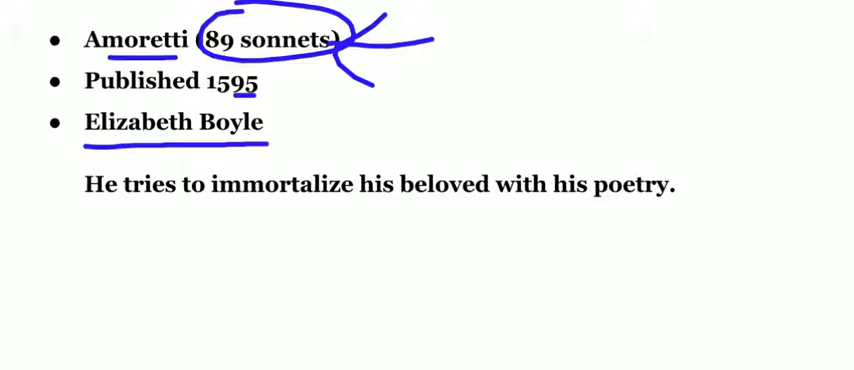 ● Amoretti (89 sonnets)
● Published 1595
● Elizabeth Boyle
He tries to immortalize his beloved with his poetry.